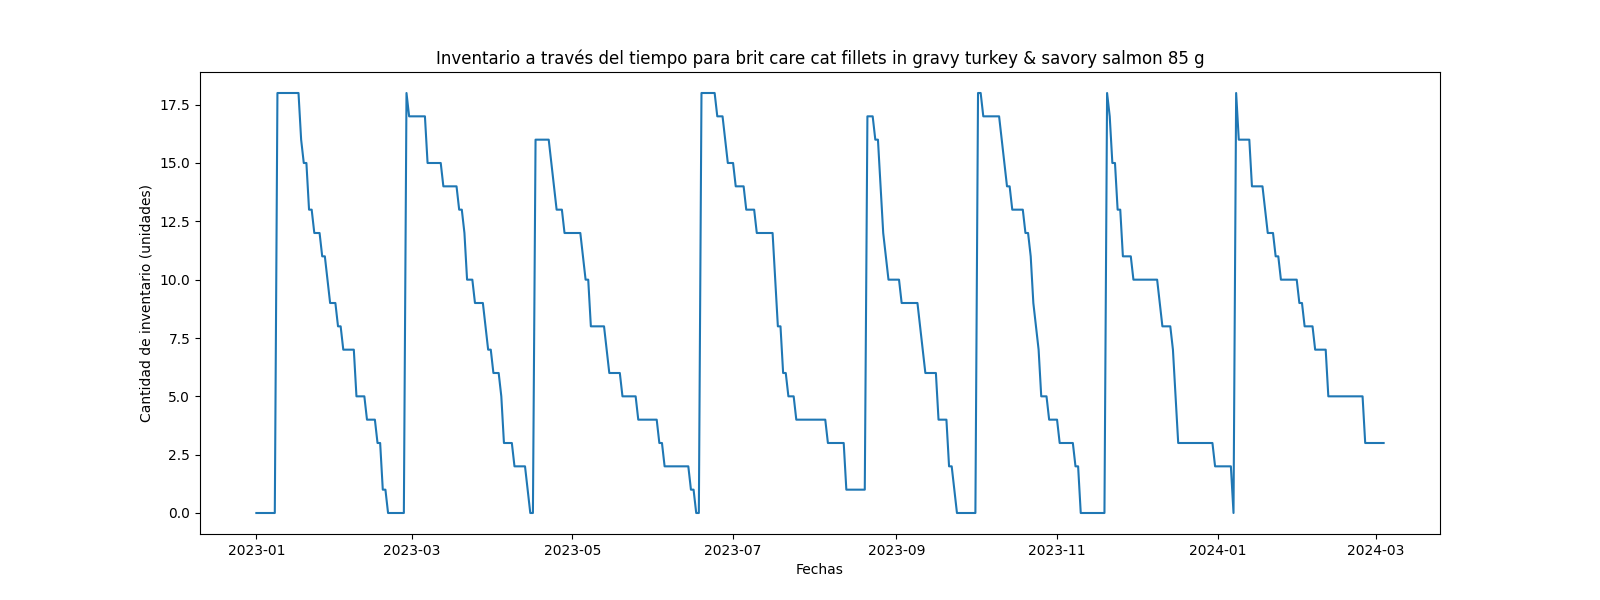 Inventario a través del tiempo para brit care cat fillets in gravy turkey & savory salmon 85 g
Cantidad de inventario (unidades)
17.5
15.0
12.5
10.0
7.5
5.0
2.5
0.0
2023-01 2023-03 2023-05 2023-07 2023-09 2023-11 2024-01 2024-03
Fechas